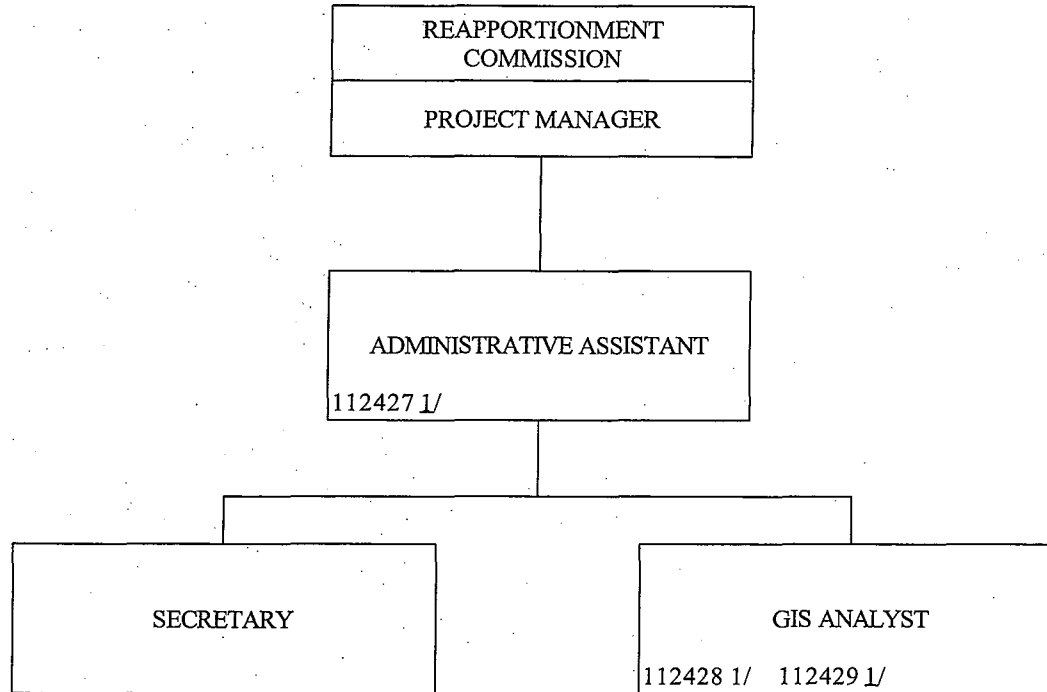 REAPPORTIONMENT
COMMISSION
PROJECT MANAGER
ADMINISTRATIVE ASSISTANT
112427 1/
SECRETARY
GIS ANALYST
112428 1/ 112429 1/